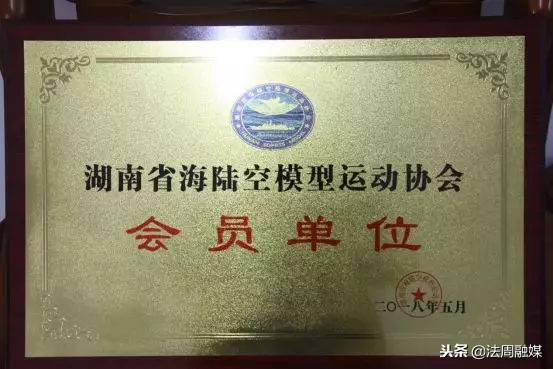 湖南省海陆空模型运动协会
会员单位
二〇一八年五月
头条 @法周融媒